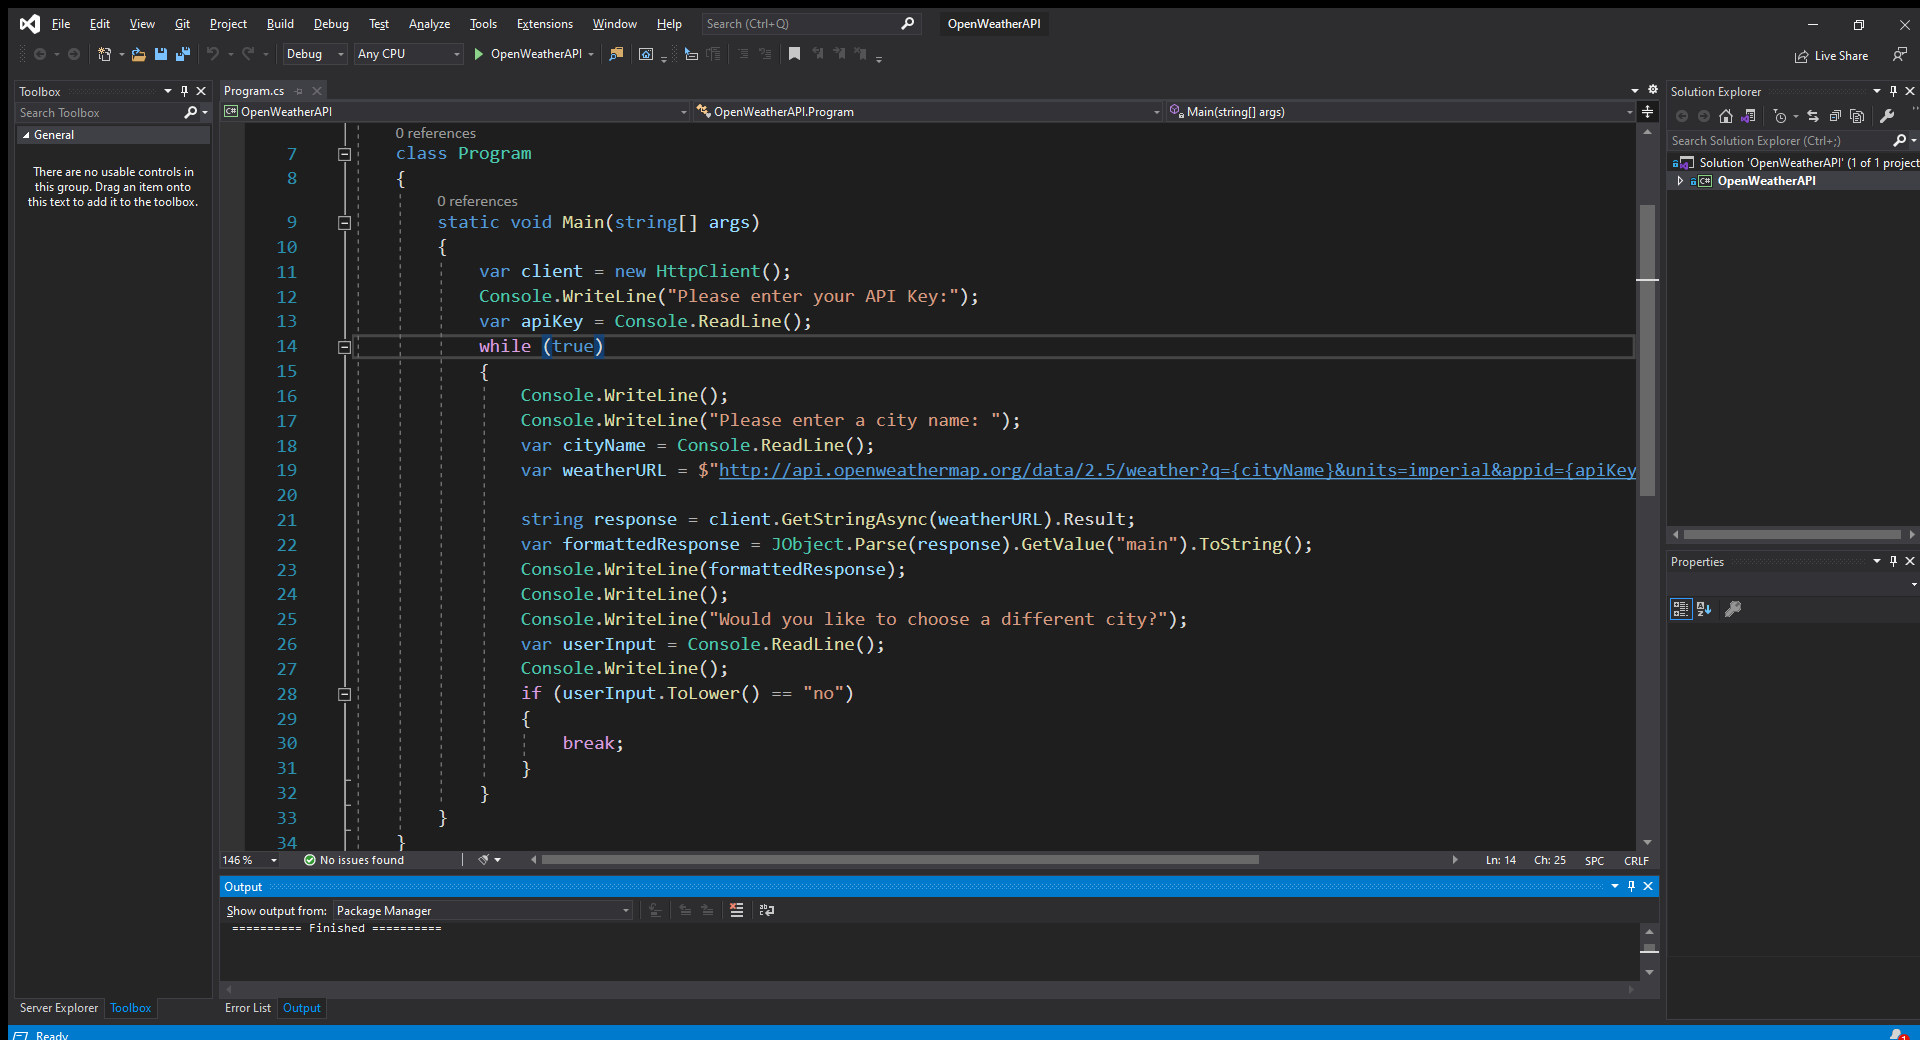 File Edit View Git Project Build Debug Test Analyze Tools Extensions Window Help Search (Ctrl+Q) OpenWeatherAPI
Debug Any CPU OpenWeatherAPI Live Share
Toolbox
Search Toolbox
General
There are no usable controls in
this group. Drag an item onto
this text to add it to the toolbox.
Program.cs
C# OpenWeatherAPI OpenWeatherAPI.Program Main(string[] args)
0 references
7 class Program
8 {
0 references
9 static void Main(string[] args)
10 {
11 var client = new HttpClient();
12 Console.WriteLine("Please enter your API Key:");
13 var apiKey = Console.ReadLine();
14 while (true)
15 {
16 Console.WriteLine();
17 Console.WriteLine("Please enter a city name: ");
18 var cityName = Console.ReadLine();
19 var weatherURL = $"http://api.openweathermap.org/data/2.5/weather?q={cityName}&units=imperial&appid={apiKey
20
21 string response = client.GetStringAsync(weatherURL).Result;
22 var formattedResponse = JObject.Parse(response).GetValue("main").ToString();
23 Console.WriteLine(formattedResponse);
24 Console.WriteLine();
25 Console.WriteLine("Would you like to choose a different city?");
26 var userInput = Console.ReadLine();
27 Console.WriteLine();
28 if (userInput.ToLower() == "no")
29 {
30 break;
31 }
32 }
33 }
34 }
146 % No issues found Ln: 14 Ch: 25 SPC CRLF
Output
Show output from: Package Manager
========== Finished ==========
Server Explorer Toolbox
Error List Output
Solution Explorer
Search Solution Explorer (Ctrl+;)
Solution 'OpenWeatherAPI' (1 of 1 project
C# OpenWeatherAPI
Properties
Ready
1